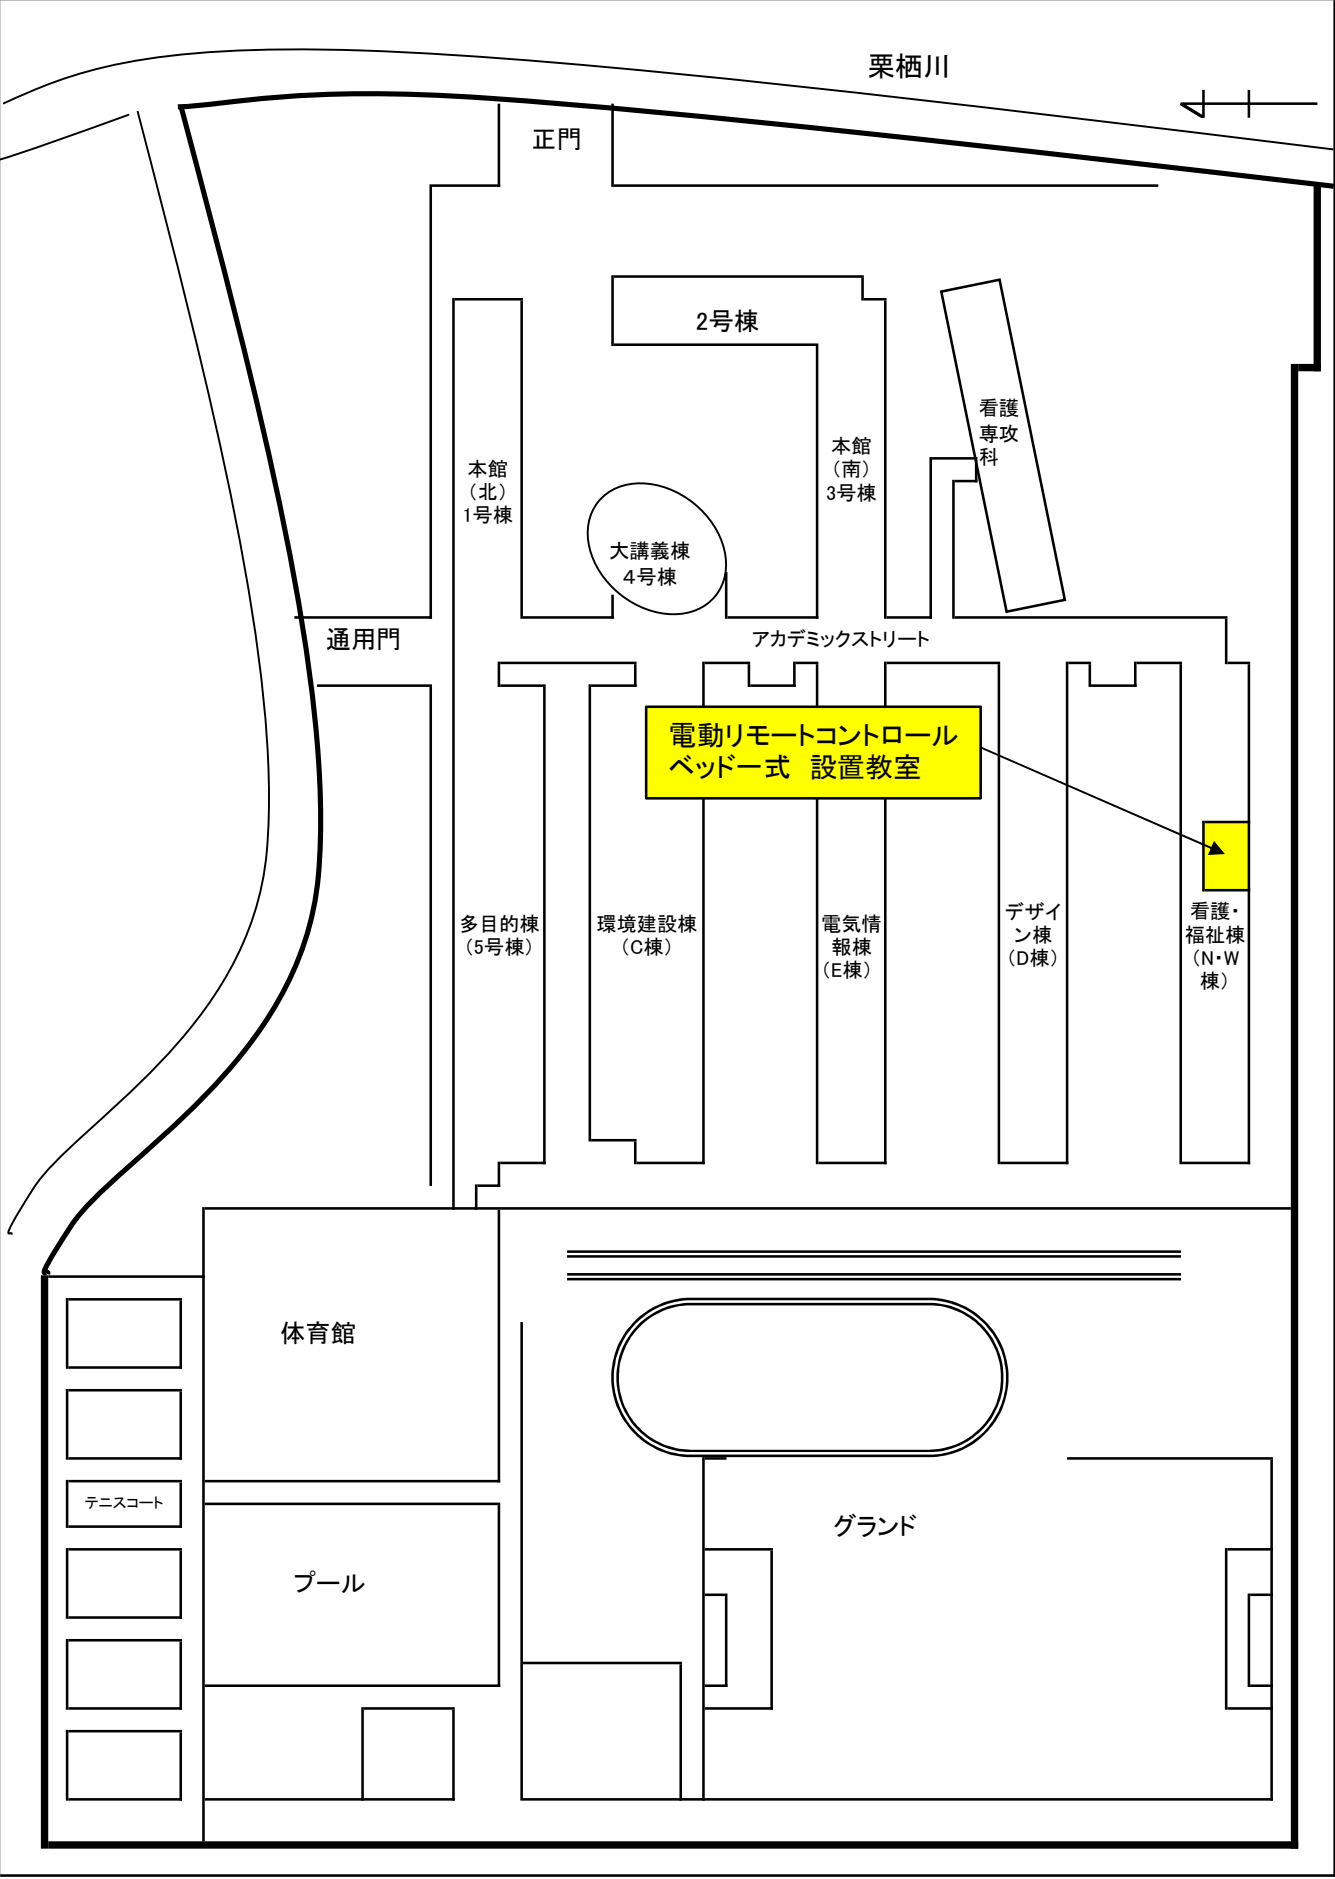 栗栖川
正門
2号棟
看護
専攻
科
本館
（南）
3号棟
本館
（北）
1号棟
大講義棟
4号棟
通用門
アカデミックストリート
電動リモートコントロール
ベッド一式　設置教室
多目的棟
（5号棟）
環境建設棟
（C棟）
電気情
報棟
（E棟）
デザイ
ン棟
（D棟）
看護・
福祉棟
（N・W
棟）
体育館
テニスコート
グランド
プール